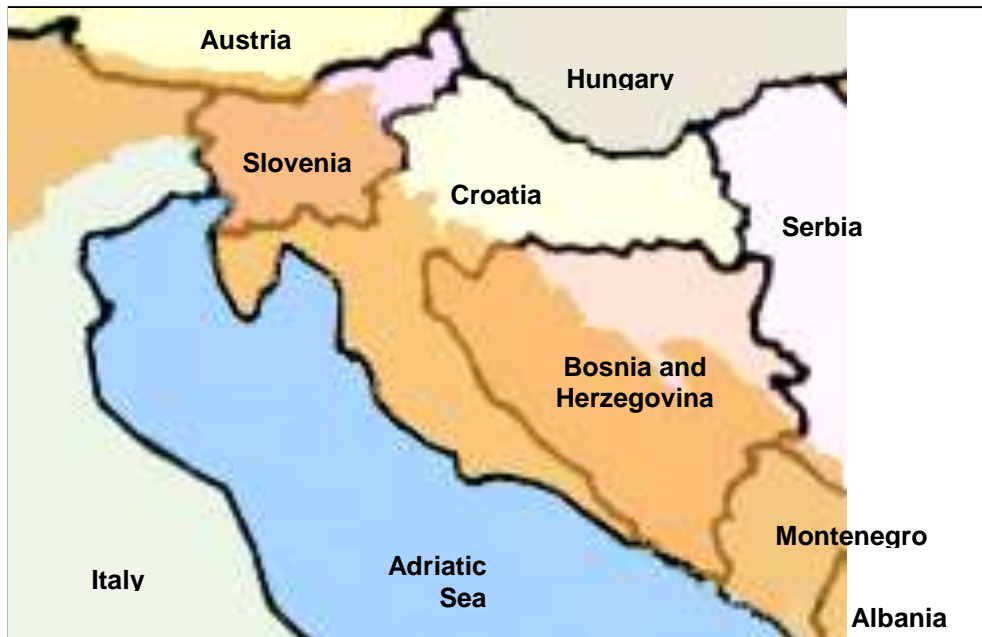 Austria
Hungary
Slovenia
Croatia
Serbia
Bosnia and
Herzegovina
Montenegro
Adriatic
Sea
Italy
Albania